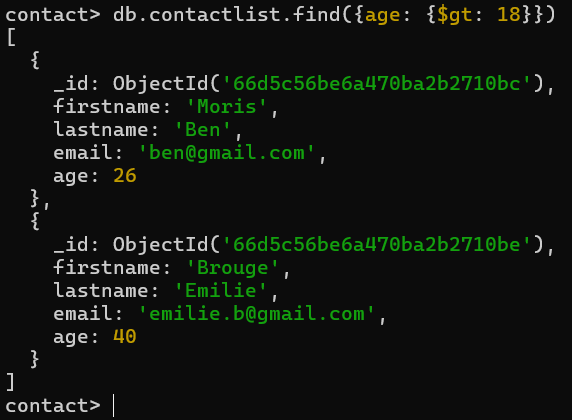 contact> db.contactlist.find({age: {$gt: 18}})
[
  {
    _id: ObjectId('66d5c56be6a470ba2b2710bc'),
    firstname: 'Moris',
    lastname: 'Ben',
    email: 'ben@gmail.com',
    age: 26
  },
  {
    _id: ObjectId('66d5c56be6a470ba2b2710be'),
    firstname: 'Brouge',
    lastname: 'Emilie',
    email: 'emilie.b@gmail.com',
    age: 40
  }
]
contact>